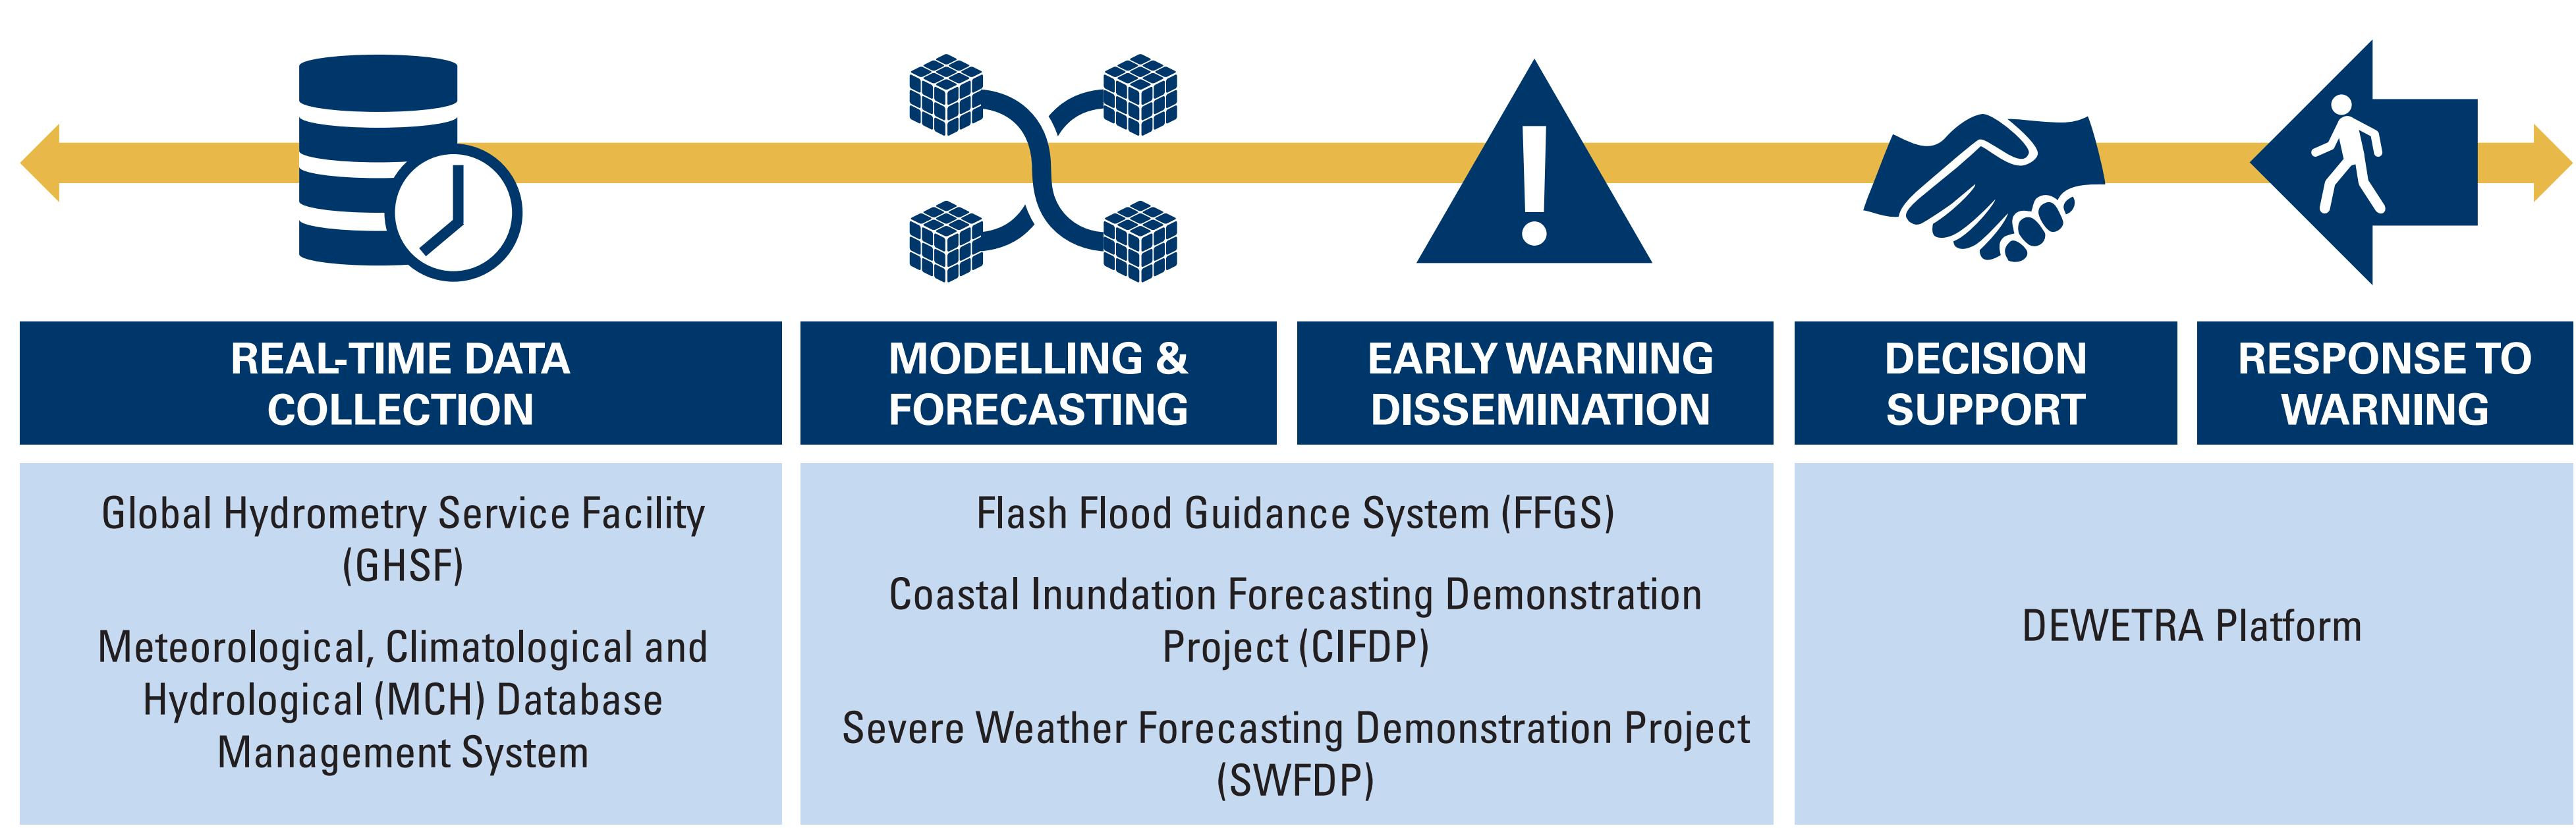 REAL-TIME DATA
COLLECTION
MODELLING &
FORECASTING
EARLY WARNING
DISSEMINATION
DECISION
SUPPORT
RESPONSE TO
WARNING
Global Hydrometry Service Facility
(GHSF)
Meteorological, Climatological and
Hydrological (MCH) Database
Management System
Flash Flood Guidance System (FFGS)
Coastal Inundation Forecasting Demonstration
Project (CIFDP)
Severe Weather Forecasting Demonstration Project
(SWFDP)
DEWETRA Platform